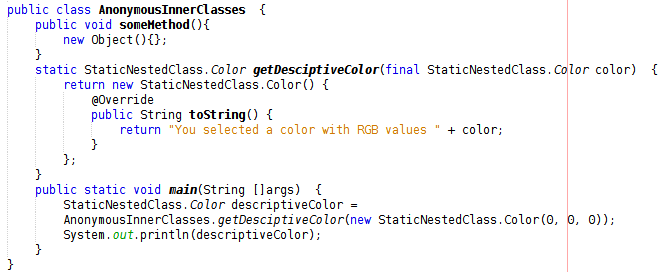 public class AnonymousInnerClasses  {
    public void someMethod(){
        new Object(){};
    }
    static StaticNestedClass.Color getDesciptiveColor(final StaticNestedClass.Color color)  {
        return new StaticNestedClass.Color() {
            @Override
            public String toString() {
                return "You selected a color with RGB values " + color;
            }
        };
    }
    public static void main(String []args)  {
        StaticNestedClass.Color descriptiveColor =
        AnonymousInnerClasses.getDesciptiveColor(new StaticNestedClass.Color(0, 0, 0));
        System.out.println(descriptiveColor);
    }
}